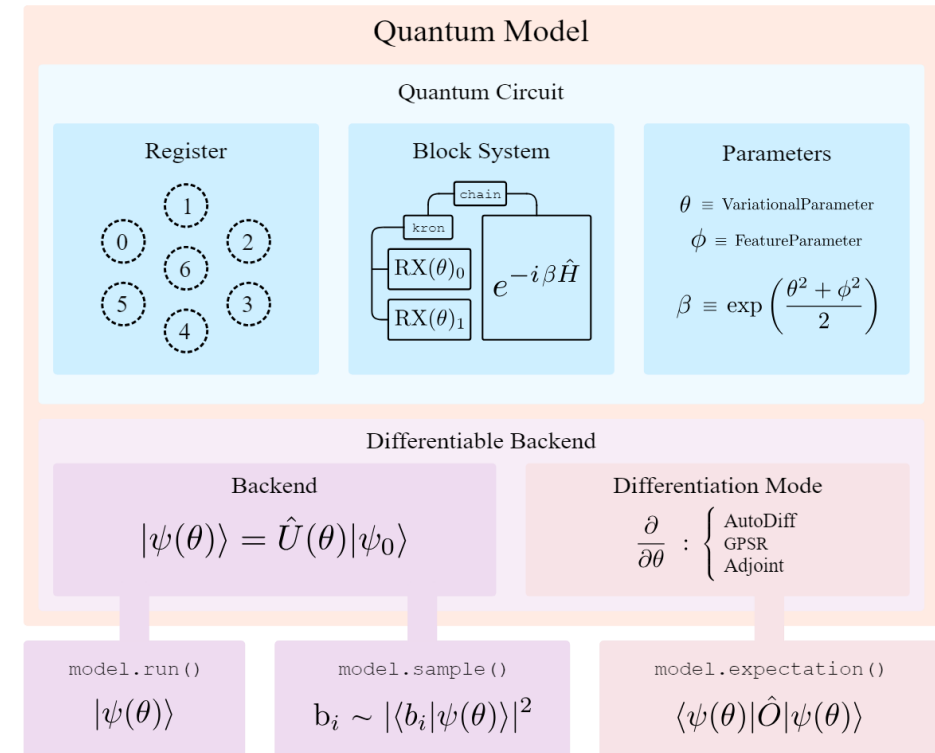 Quantum Model
Quantum Circuit
Register
1
0
2
6
5
3
4
Block System
chain
kron
RX(θ)₀
RX(θ)₁
e^{-iβĤ}
Parameters
θ ≡ VariationalParameter
ϕ ≡ FeatureParameter
β ≡ exp((θ² + ϕ²)/2)
Differentiable Backend
Backend
|ψ(θ)⟩ = Û(θ)|ψ₀⟩
Differentiation Mode
∂/∂θ : {
AutoDiff
GPSR
Adjoint
model.run()
|ψ(θ)⟩
model.sample()
bᵢ ~ |⟨bᵢ|ψ(θ)⟩|²
model.expectation()
⟨ψ(θ)|Ô|ψ(θ)⟩